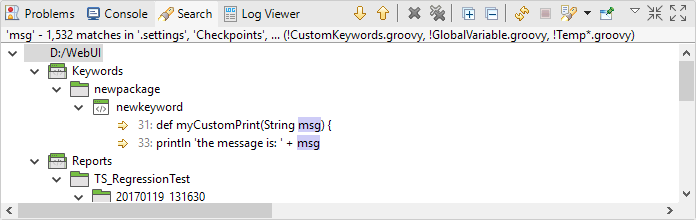 Problems Console Search Log Viewer
'msg' - 1,532 matches in '.settings', 'Checkpoints', ... (!CustomKeywords.groovy, !GlobalVariable.groovy, !Temp*.groovy)
D:/WebUI
Keywords
newpackage
newkeyword
31: def myCustomPrint(String msg) {
33: println 'the message is: ' + msg
Reports
TS_RegressionTest
20170119_131630